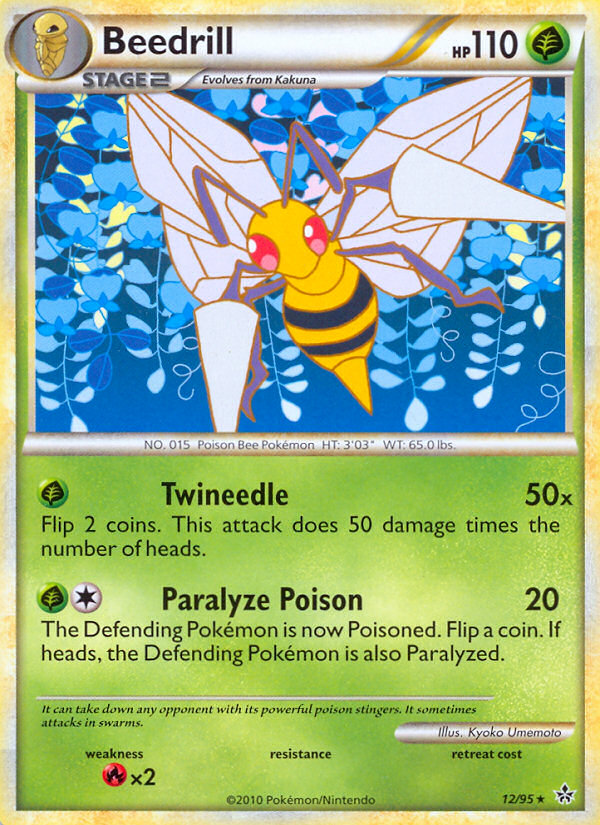 Beedrill
HP110
STAGE2
Evolves from Kakuna
NO. 015 Poison Bee Pokémon HT: 3'03" WT: 65.0 lbs.
Twineedle 50x
Flip 2 coins. This attack does 50 damage times the
number of heads.
Paralyze Poison 20
The Defending Pokémon is now Poisoned. Flip a coin. If
heads, the Defending Pokémon is also Paralyzed.
It can take down any opponent with its powerful poison stingers. It sometimes
attacks in swarms.
Illus. Kyoko Umemoto
weakness resistance retreat cost
×2
©2010 Pokémon/Nintendo 12/95★